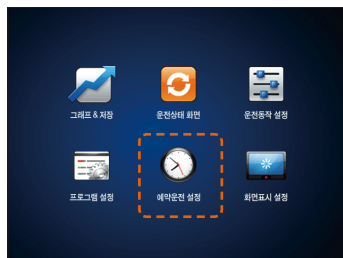 그래프 & 저장
운전상태 화면
운전동작 설정
프로그램 설정
예약운전 설정
화면표시 설정